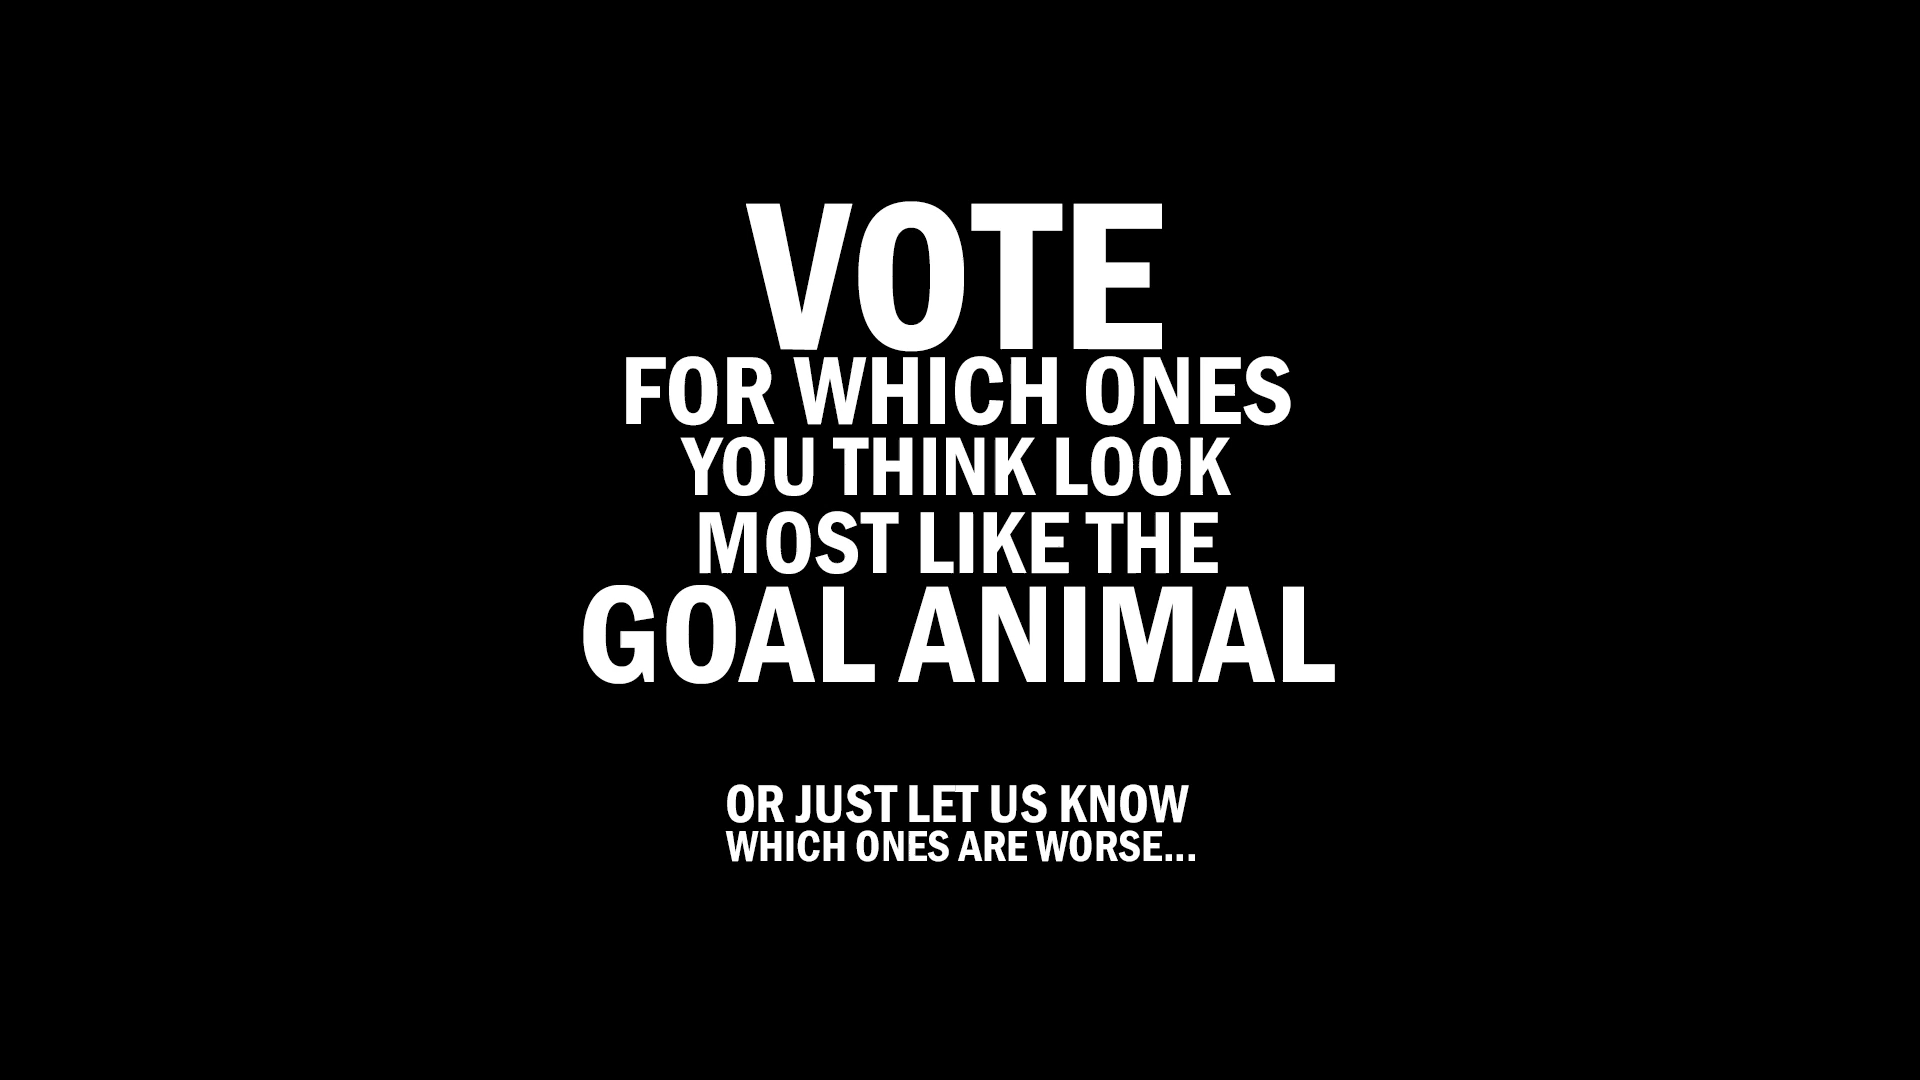 VOTE
FOR WHICH ONES
YOU THINK LOOK
MOST LIKE THE
GOAL ANIMAL
OR JUST LET US KNOW
WHICH ONES ARE WORSE...